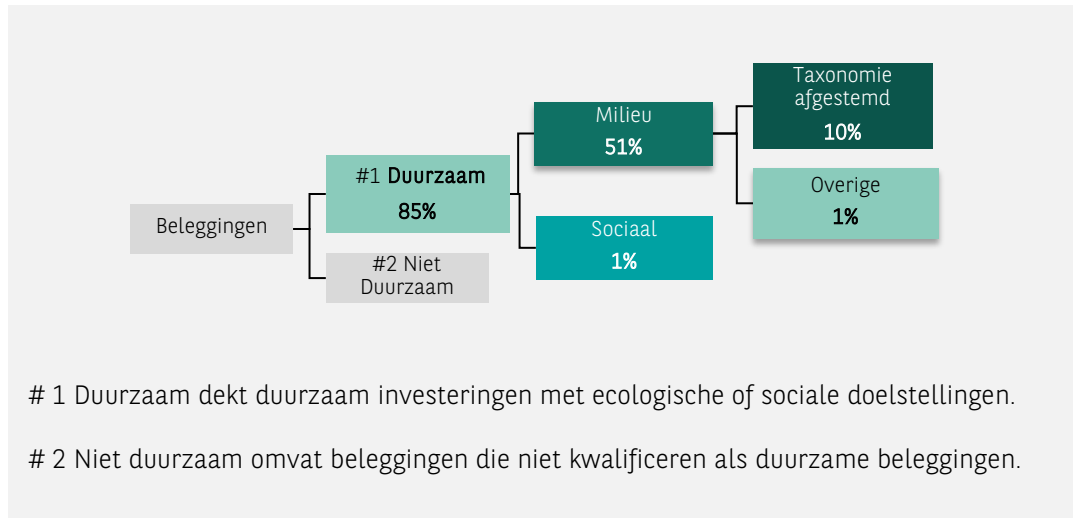 Taxonomie
afgestemd
10%
Milieu
51%
#1 Duurzaam
85%
Overige
1%
Beleggingen
Sociaal
1%
#2 Niet
Duurzaam
# 1 Duurzaam dekt duurzaam investeringen met ecologische of sociale doelstellingen.
# 2 Niet duurzaam omvat beleggingen die niet kwalificeren als duurzame beleggingen.